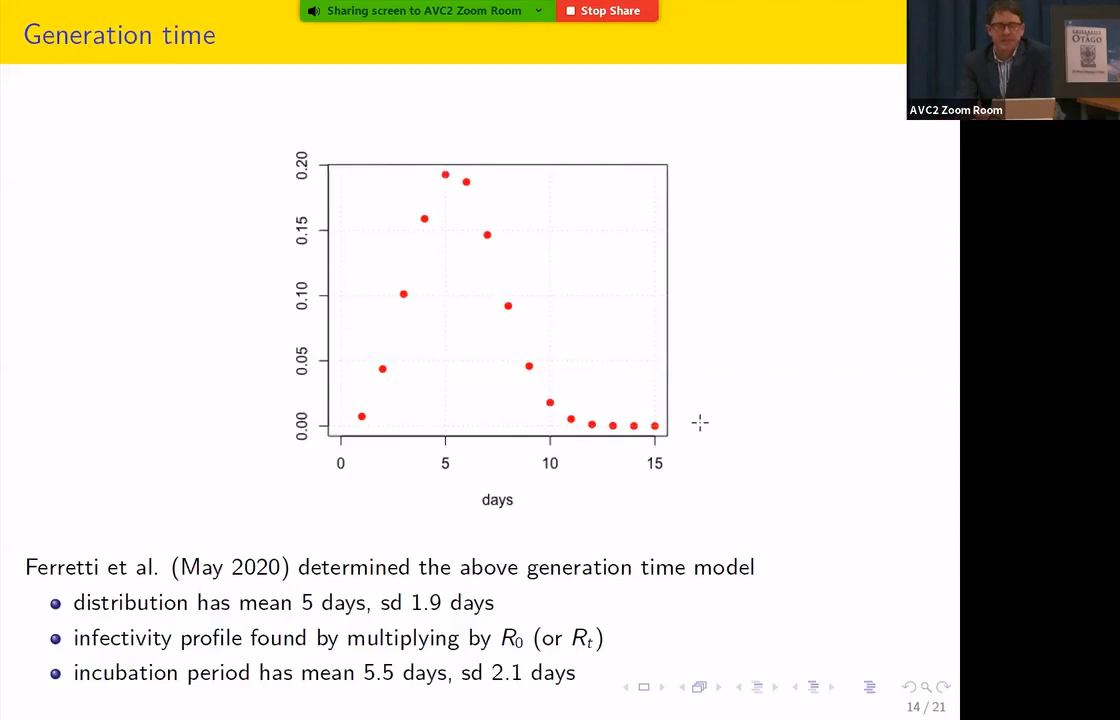 Generation time
Sharing screen to AVC2 Zoom Room
Stop Share
OTAGO
AVC2 Zoom Room
0.20
0.15
0.10
0.05
0.00
0 5 10 15
days
Ferretti et al. (May 2020) determined the above generation time model
distribution has mean 5 days, sd 1.9 days
infectivity profile found by multiplying by R₀ (or Rₜ)
incubation period has mean 5.5 days, sd 2.1 days
14 / 21